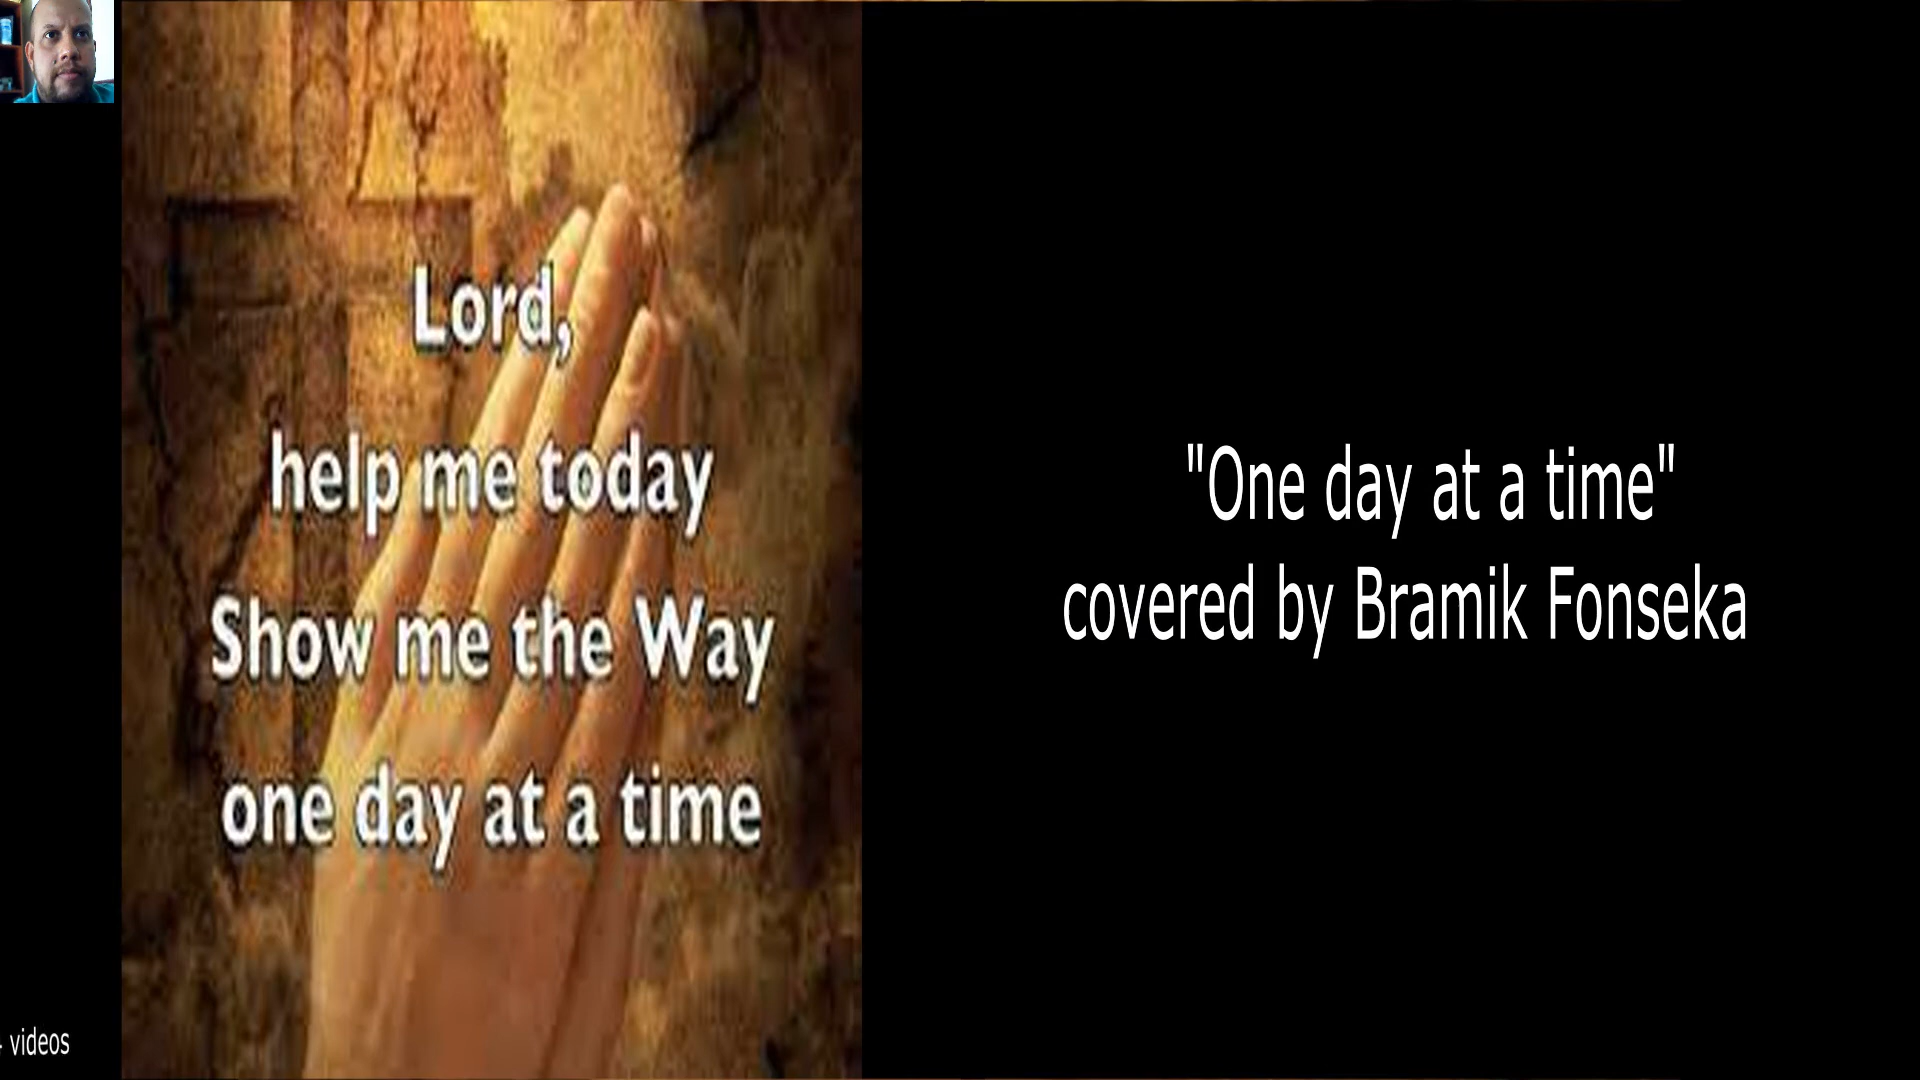 Lord,
help me today
Show me the Way
one day at a time
"One day at a time"
covered by Bramik Fonseka
videos